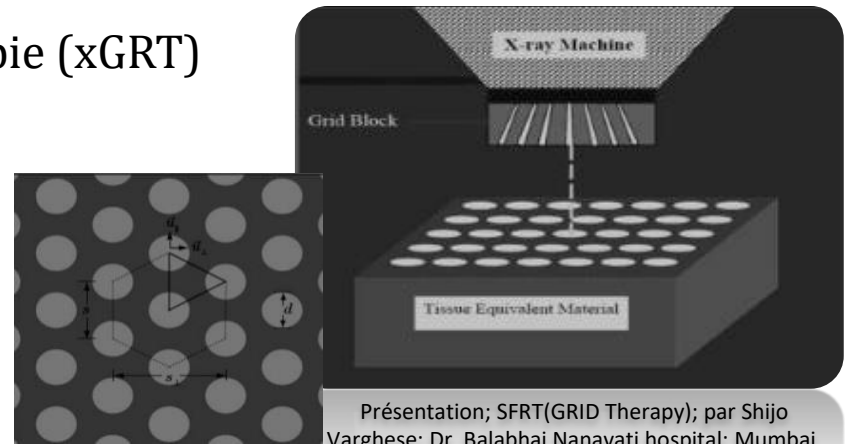 pie (xGRT)
X-ray Machine
Grid Block
d
s
Tissue Equivalent Material
Présentation; SFRT(GRID Therapy); par Shijo
Varghese; Dr. Balabhai Nanavati hospital; Mumbai